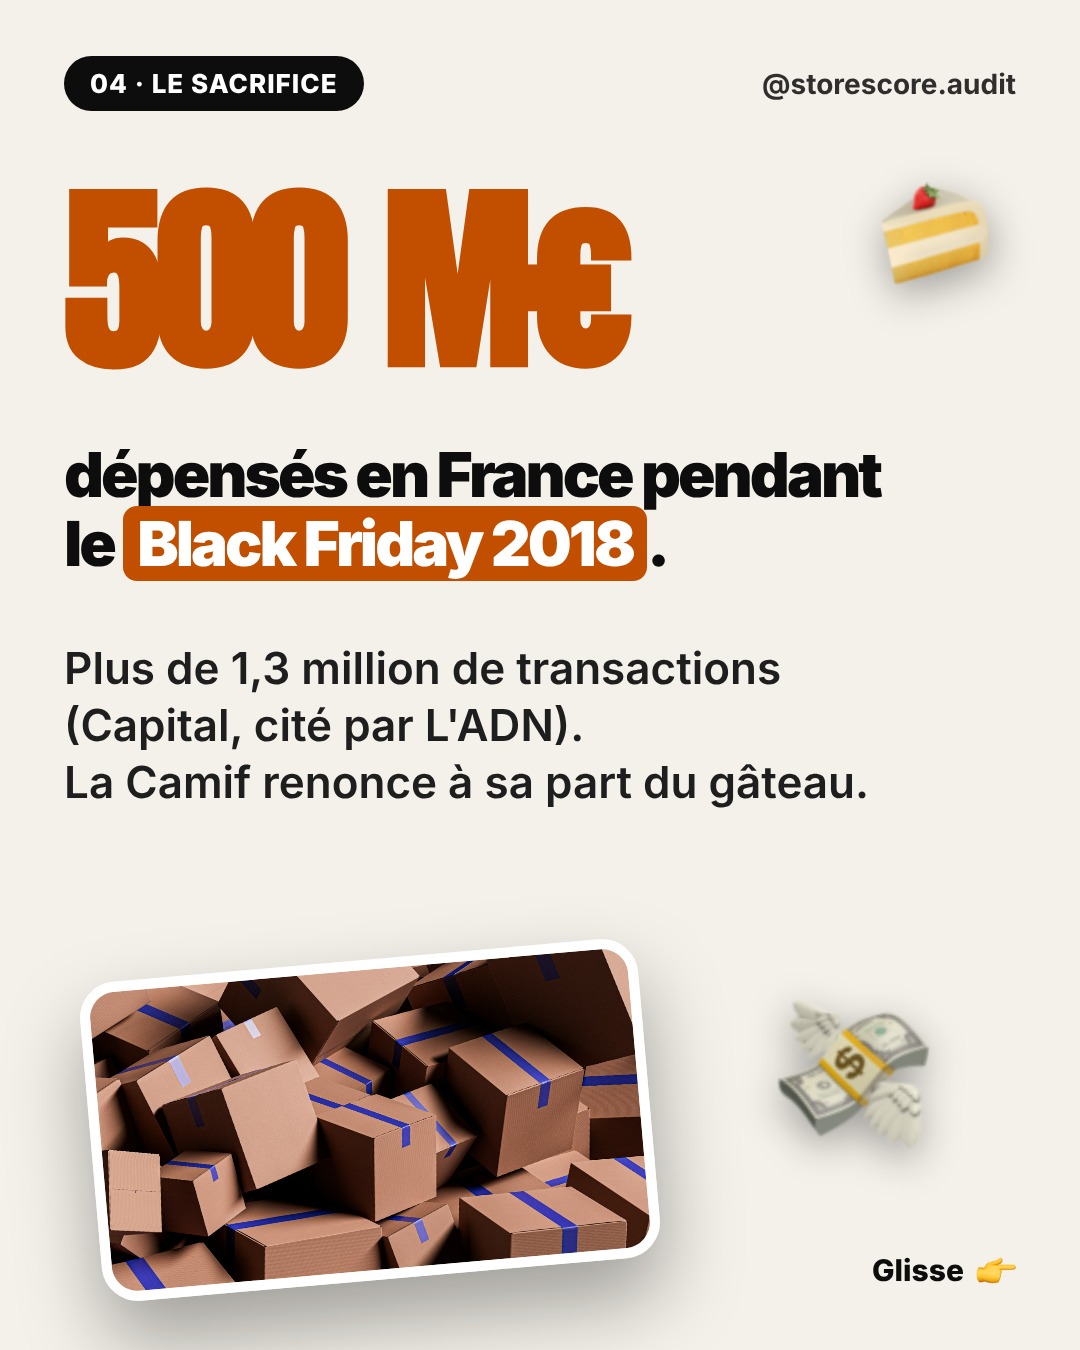 04 · LE SACRIFICE
@storescore.audit
500 M€
dépensés en France pendant
le Black Friday 2018.
Plus de 1,3 million de transactions
(Capital, cité par L'ADN).
La Camif renonce à sa part du gâteau.
Glisse 👉